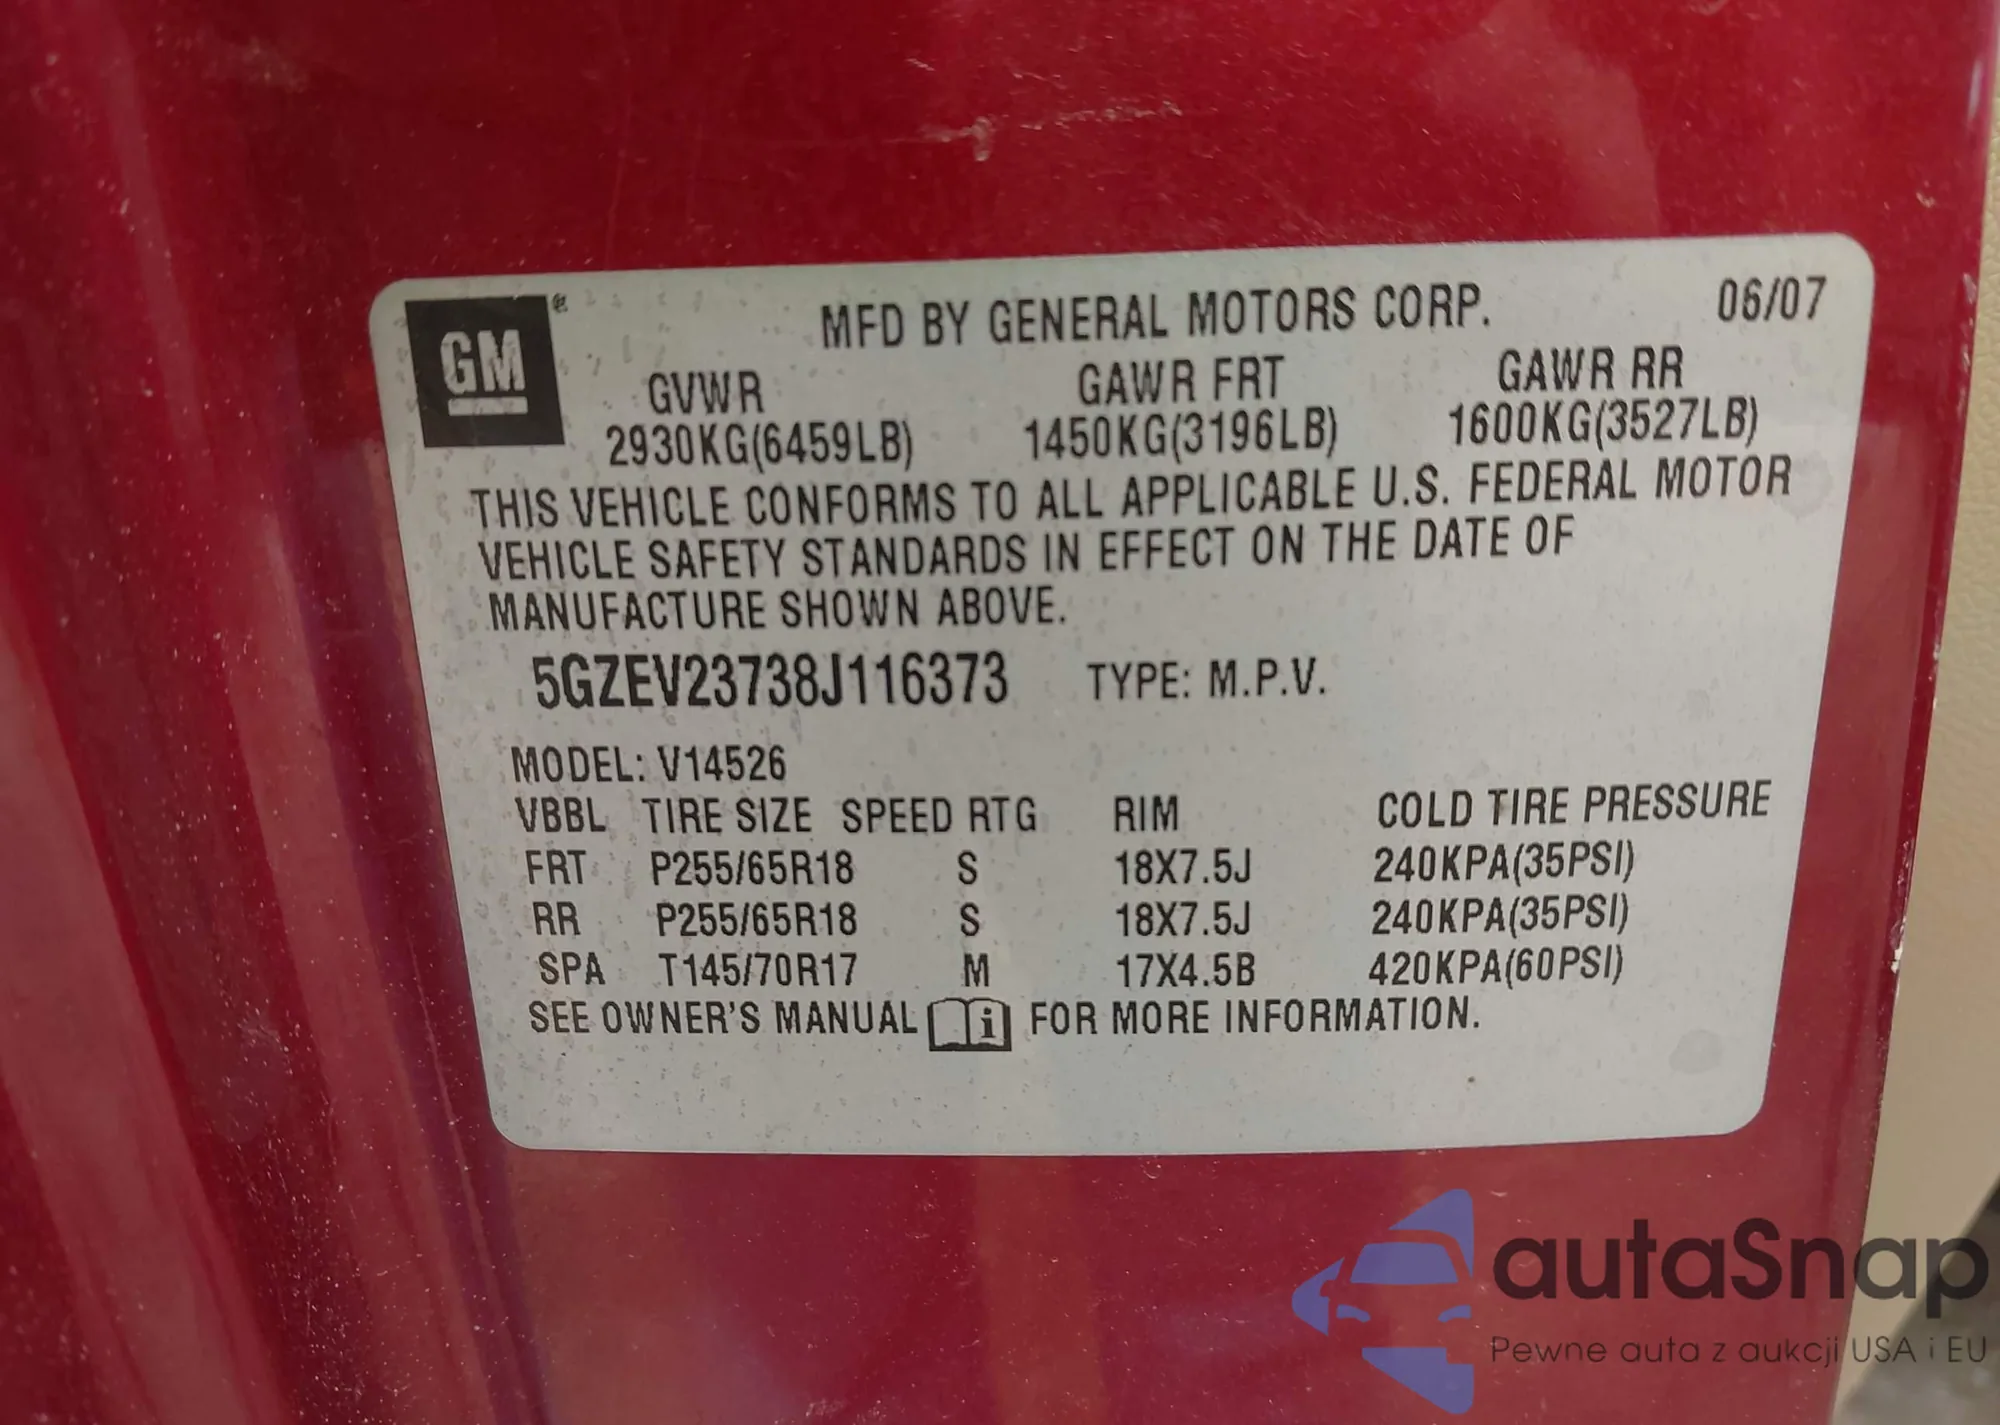 GM ® MFD BY GENERAL MOTORS CORP. 06/07
GVWR GAWR FRT GAWR RR
2930KG(6459LB) 1450KG(3196LB) 1600KG(3527LB)
THIS VEHICLE CONFORMS TO ALL APPLICABLE U.S. FEDERAL MOTOR
VEHICLE SAFETY STANDARDS IN EFFECT ON THE DATE OF
MANUFACTURE SHOWN ABOVE.
5GZEV23738J116373 TYPE: M.P.V.
MODEL: V14526
VBBL TIRE SIZE SPEED RTG RIM COLD TIRE PRESSURE
FRT P255/65R18 S 18X7.5J 240KPA(35PSI)
RR P255/65R18 S 18X7.5J 240KPA(35PSI)
SPA T145/70R17 M 17X4.5B 420KPA(60PSI)
SEE OWNER'S MANUAL i FOR MORE INFORMATION.
autaSnap
Pewne auta z aukcji USA i EU